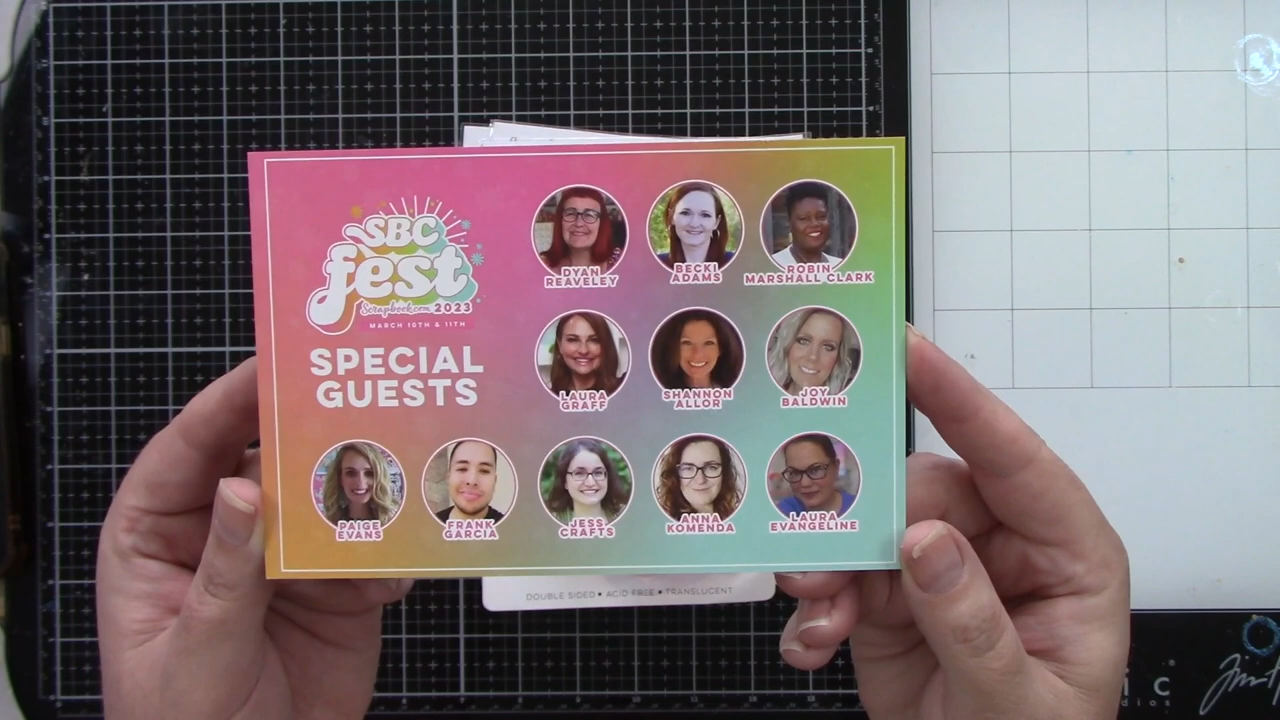 SBC
fest
Scrapbook.com 2023
MARCH 10TH & 11TH
SPECIAL
GUESTS
DYAN
REAVELEY
BECKI
ADAMS
ROBIN
MARSHALL CLARK
LAURA
GRAFF
SHANNON
ALLOR
JOY
BALDWIN
PAIGE
EVANS
FRANK
GARCIA
JESS
CRAFTS
ANNA
KOMENDA
LAURA
EVANGELINE
DOUBLE SIDED • ACID FREE • TRANSLUCENT